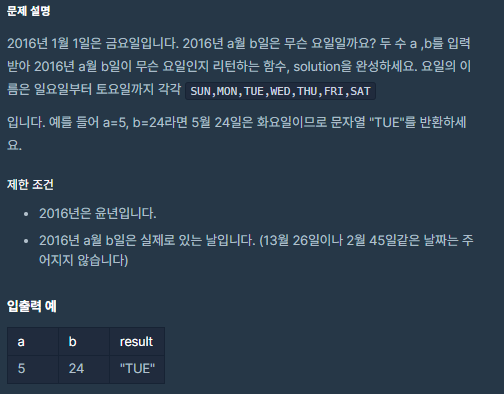 문제 설명
2016년 1월 1일은 금요일입니다. 2016년 a월 b일은 무슨 요일일까요? 두 수 a ,b를 입력
받아 2016년 a월 b일이 무슨 요일인지 리턴하는 함수, solution을 완성하세요. 요일의 이
름은 일요일부터 토요일까지 각각 SUN,MON,TUE,WED,THU,FRI,SAT
입니다. 예를 들어 a=5, b=24라면 5월 24일은 화요일이므로 문자열 "TUE"를 반환하세
요.
제한 조건
• 2016년은 윤년입니다.
• 2016년 a월 b일은 실제로 있는 날입니다. (13월 26일이나 2월 45일같은 날짜는 주
어지지 않습니다)
입출력 예
a b result
5 24 "TUE"